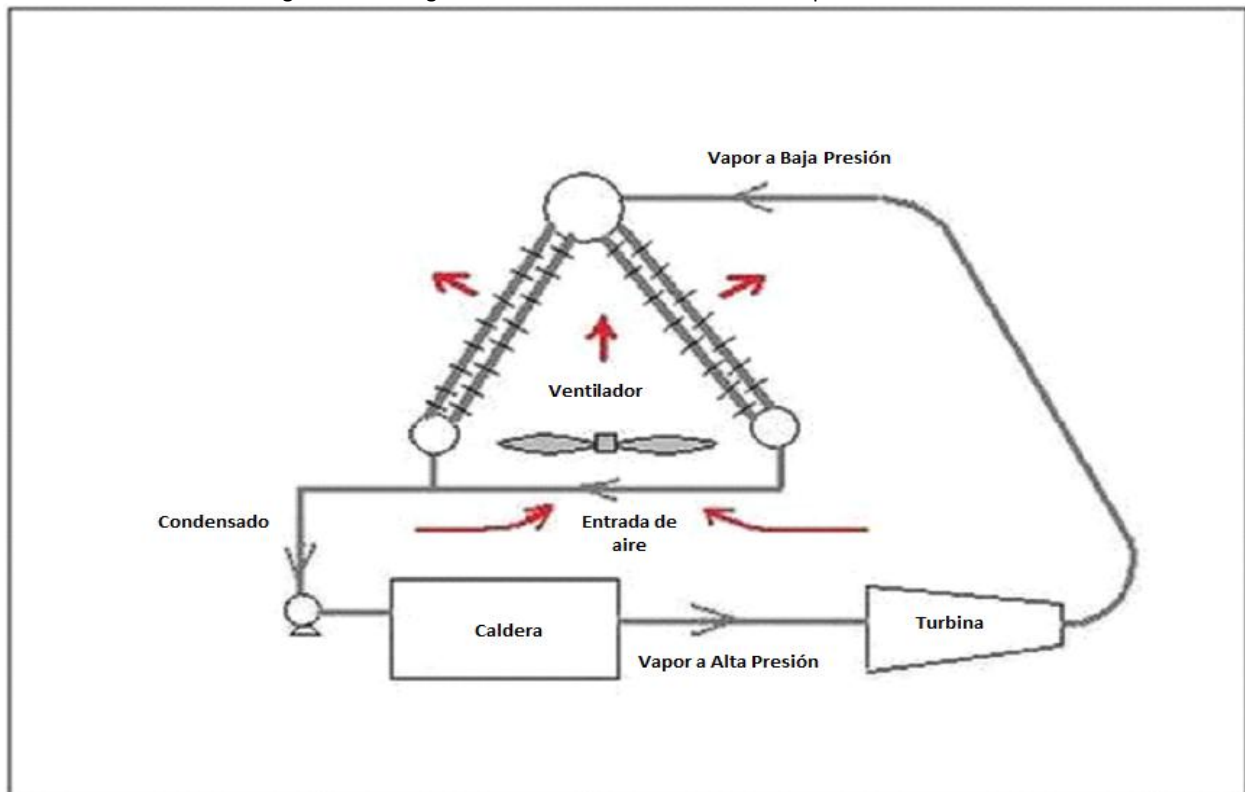 Vapor a Baja Presión
Ventilador
Condensado
Entrada de
aire
Caldera
Turbina
Vapor a Alta Presión